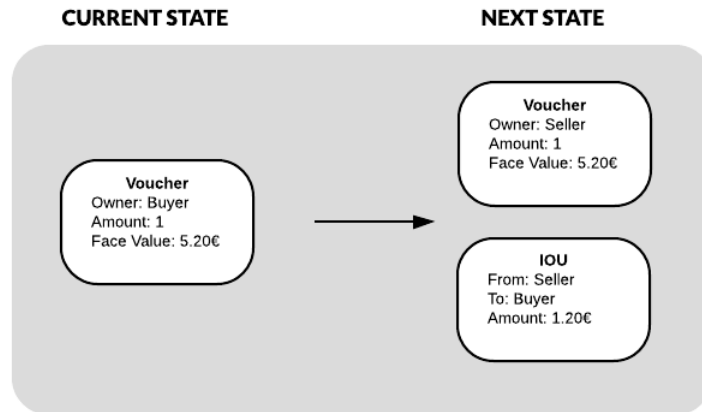 CURRENT STATE
NEXT STATE
Voucher
Owner: Buyer
Amount: 1
Face Value: 5.20€
Voucher
Owner: Seller
Amount: 1
Face Value: 5.20€
IOU
From: Seller
To: Buyer
Amount: 1.20€